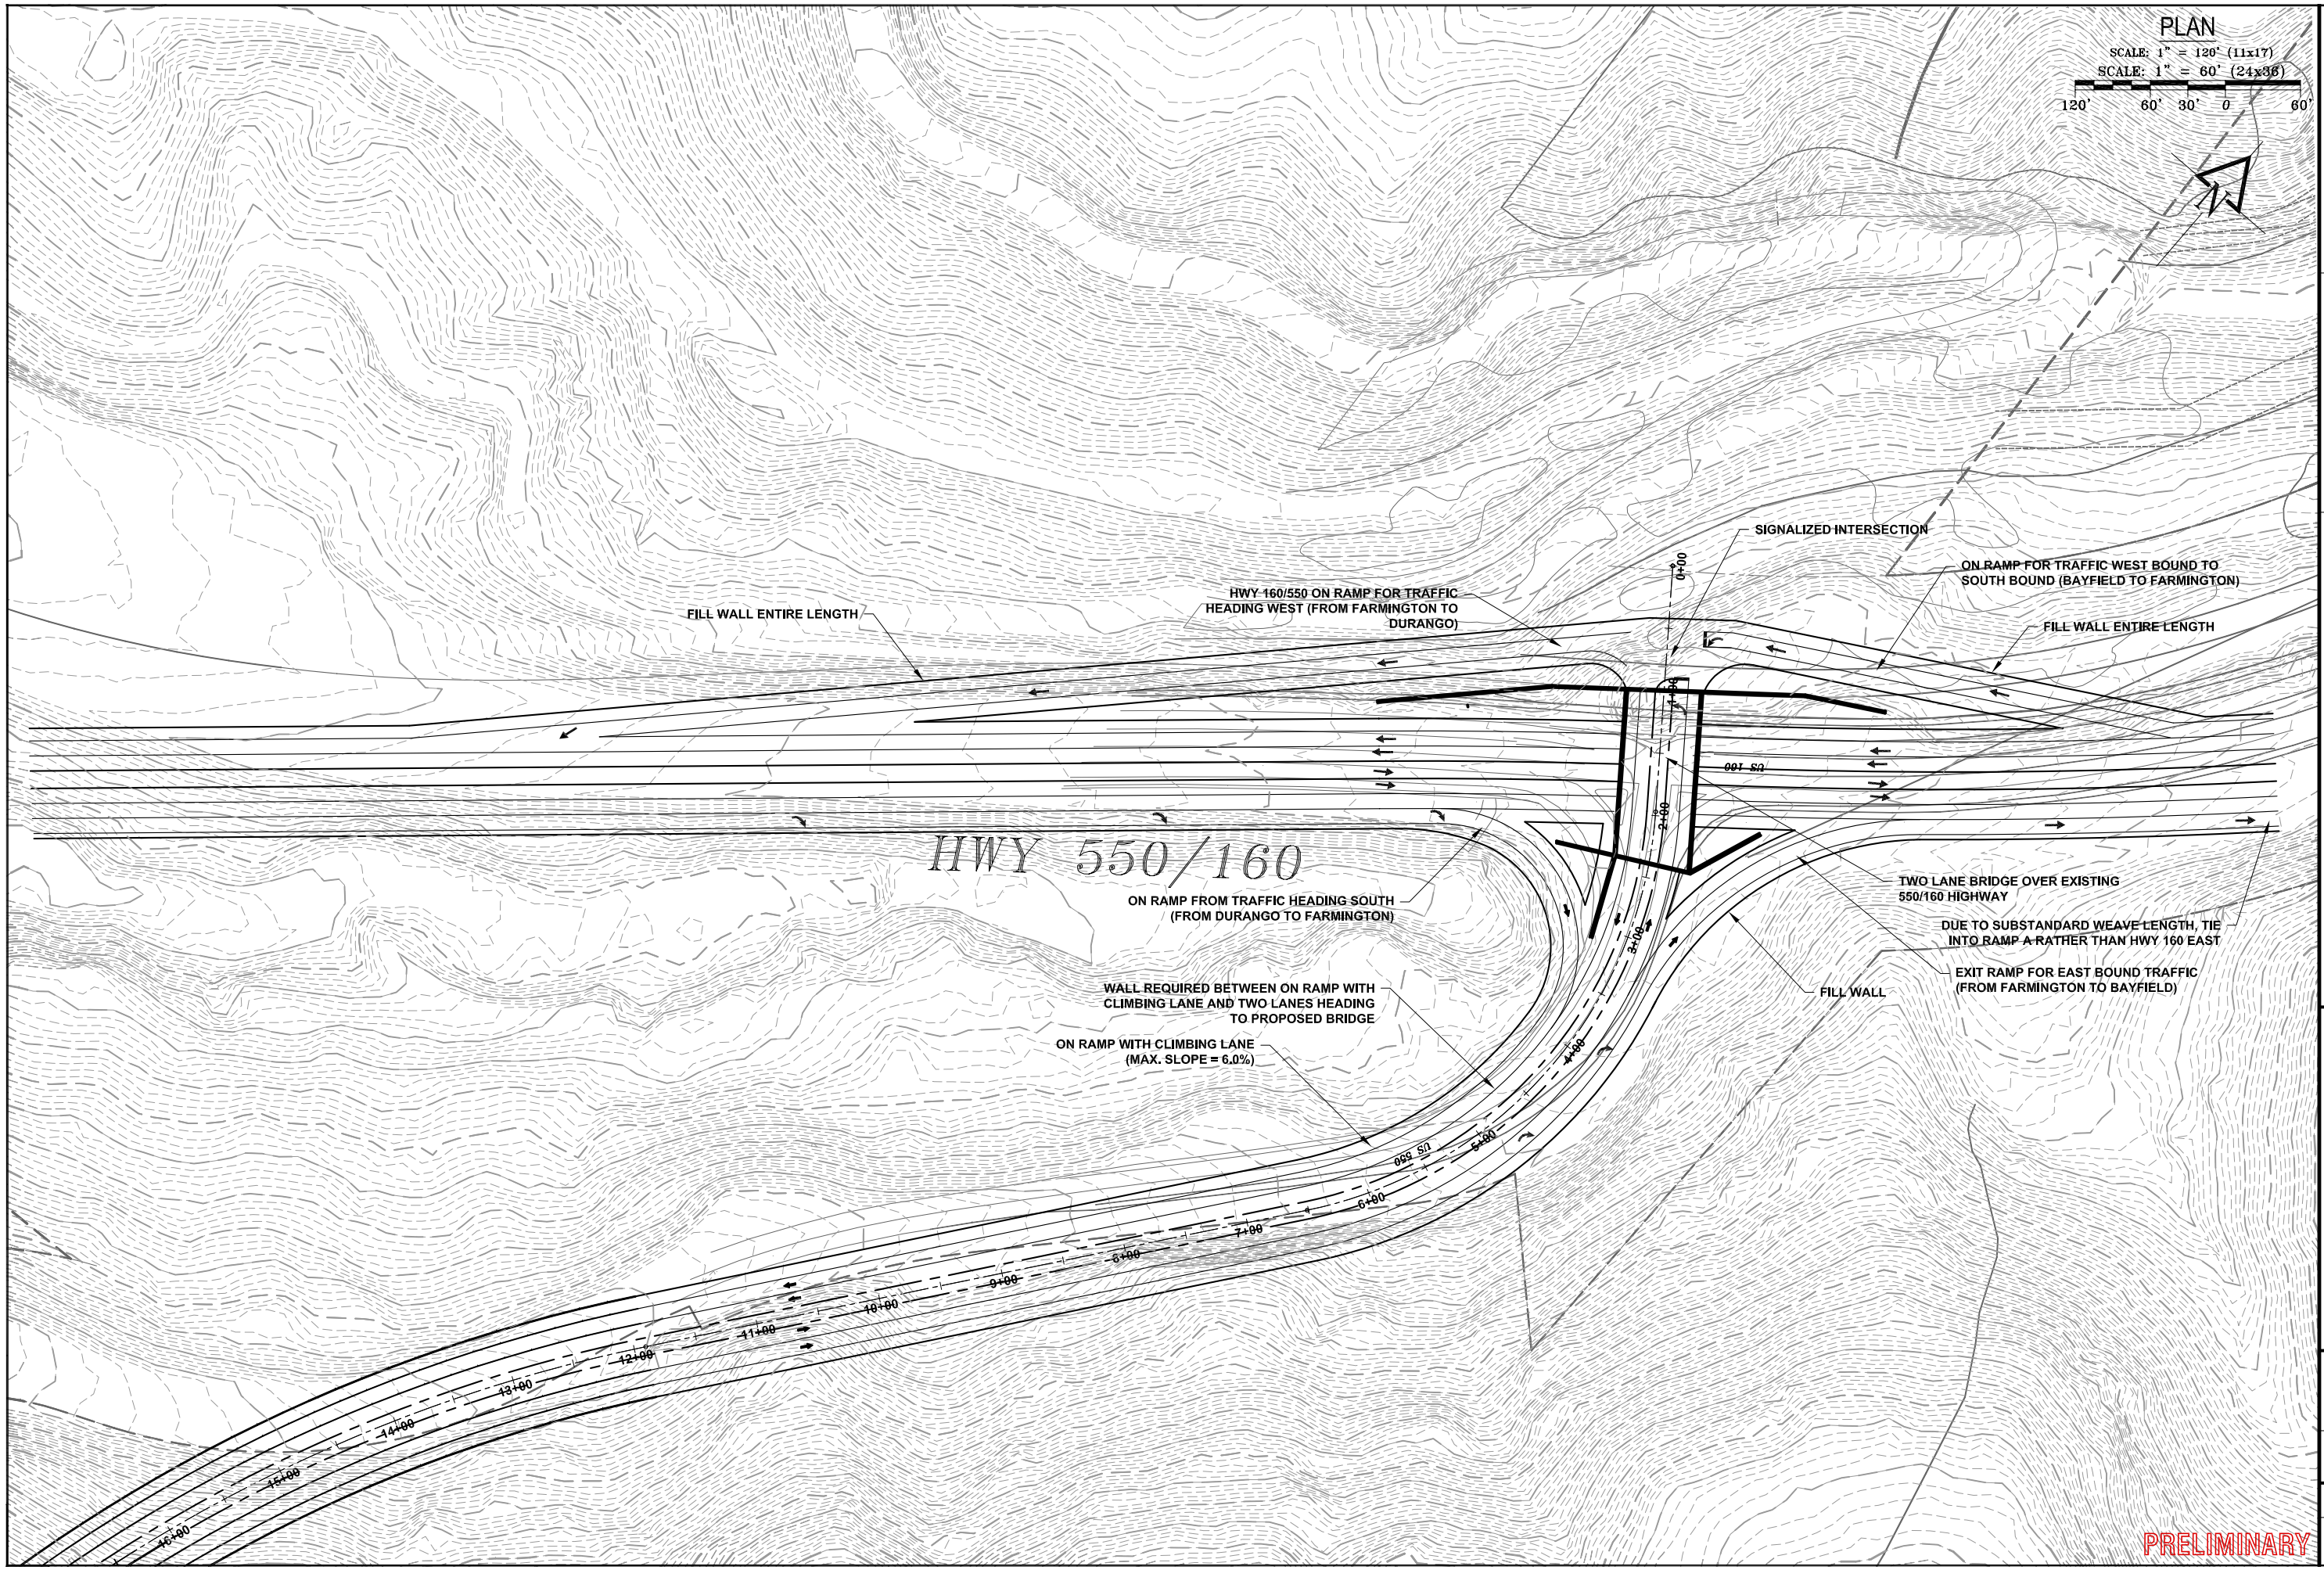 PLAN
SCALE: 1" = 120' (11x17)
SCALE: 1" = 60' (24x36)
120' 60' 30' 0 60'
N
SIGNALIZED INTERSECTION
0+00
ON RAMP FOR TRAFFIC WEST BOUND TO
SOUTH BOUND (BAYFIELD TO FARMINGTON)
HWY 160/550 ON RAMP FOR TRAFFIC
HEADING WEST (FROM FARMINGTON TO
DURANGO)
FILL WALL ENTIRE LENGTH
FILL WALL ENTIRE LENGTH
1+00
US 160
2+00
HWY 550/160
ON RAMP FROM TRAFFIC HEADING SOUTH
(FROM DURANGO TO FARMINGTON)
TWO LANE BRIDGE OVER EXISTING
550/160 HIGHWAY
DUE TO SUBSTANDARD WEAVE LENGTH, TIE
INTO RAMP A RATHER THAN HWY 160 EAST
3+00
EXIT RAMP FOR EAST BOUND TRAFFIC
(FROM FARMINGTON TO BAYFIELD)
FILL WALL
WALL REQUIRED BETWEEN ON RAMP WITH
CLIMBING LANE AND TWO LANES HEADING
TO PROPOSED BRIDGE
ON RAMP WITH CLIMBING LANE
(MAX. SLOPE = 6.0%)
4+00
5+00
US 550
6+00
7+00
8+00
9+00
10+00
11+00
12+00
13+00
14+00
15+00
16+00
PRELIMINARY